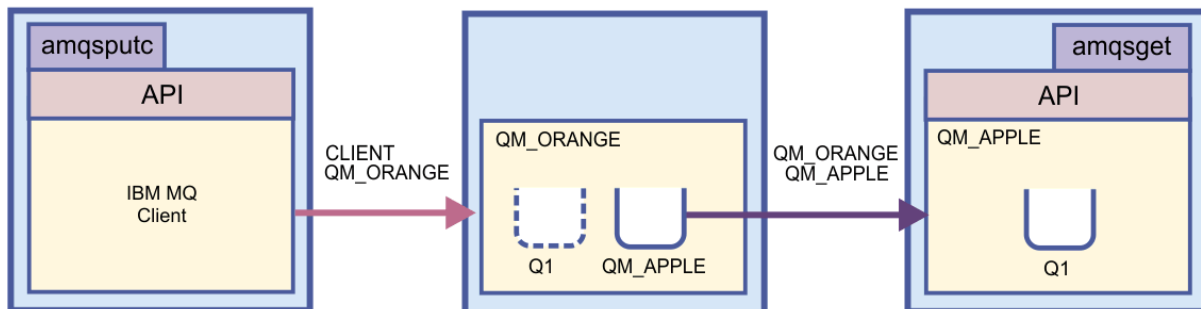 amqsputc
API
IBM MQ
Client
CLIENT
QM_ORANGE
QM_ORANGE
Q1
QM_APPLE
QM_ORANGE
QM_APPLE
amqsget
API
QM_APPLE
Q1